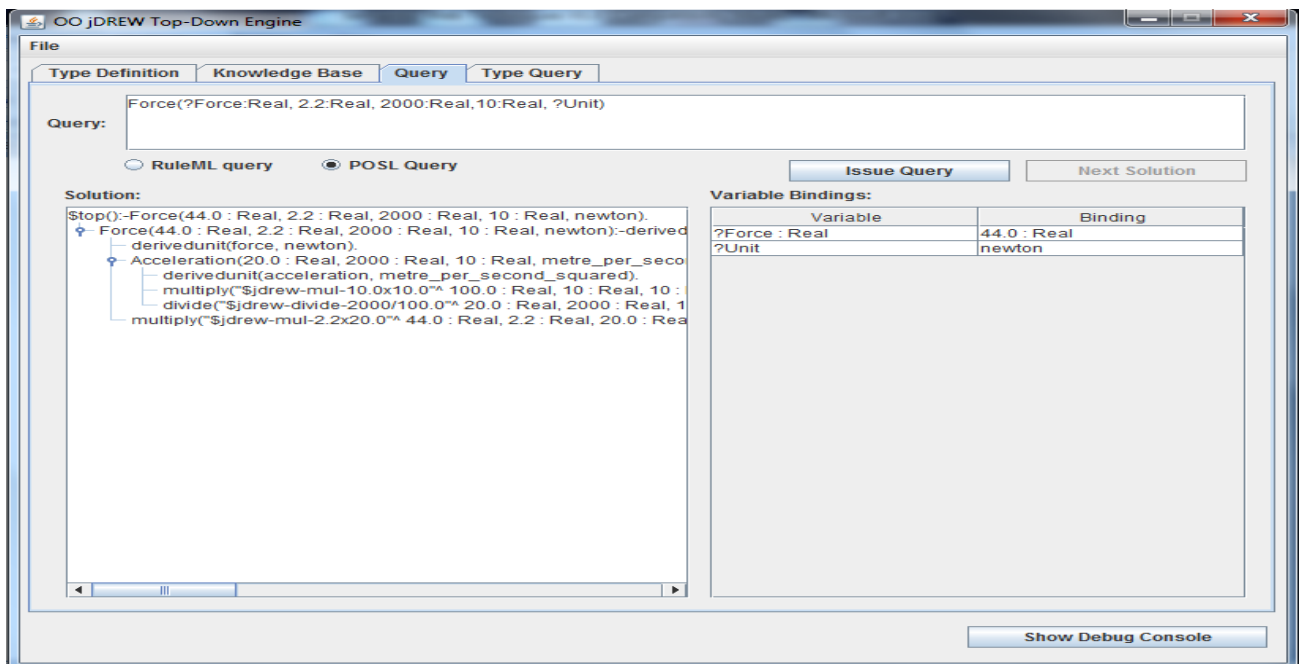 OO jDREW Top-Down Engine
File
Type Definition
Knowledge Base
Query
Type Query
Query:
Force(?Force:Real, 2.2:Real, 2000:Real,10:Real, ?Unit)
RuleML query
POSL Query
Issue Query
Next Solution
Solution:
$top():-Force(44.0 : Real, 2.2 : Real, 2000 : Real, 10 : Real, newton).
Force(44.0 : Real, 2.2 : Real, 2000 : Real, 10 : Real, newton):-derived
derivedunit(force, newton).
Acceleration(20.0 : Real, 2000 : Real, 10 : Real, metre_per_seco
derivedunit(acceleration, metre_per_second_squared).
multiply("$jdrew-mul-10.0x10.0"^ 100.0 : Real, 10 : Real, 10 :
divide("$jdrew-divide-2000/100.0"^ 20.0 : Real, 2000 : Real, 1
multiply("$jdrew-mul-2.2x20.0"^ 44.0 : Real, 2.2 : Real, 20.0 : Rea
Variable Bindings:
Variable Binding
?Force : Real 44.0 : Real
?Unit newton
Show Debug Console